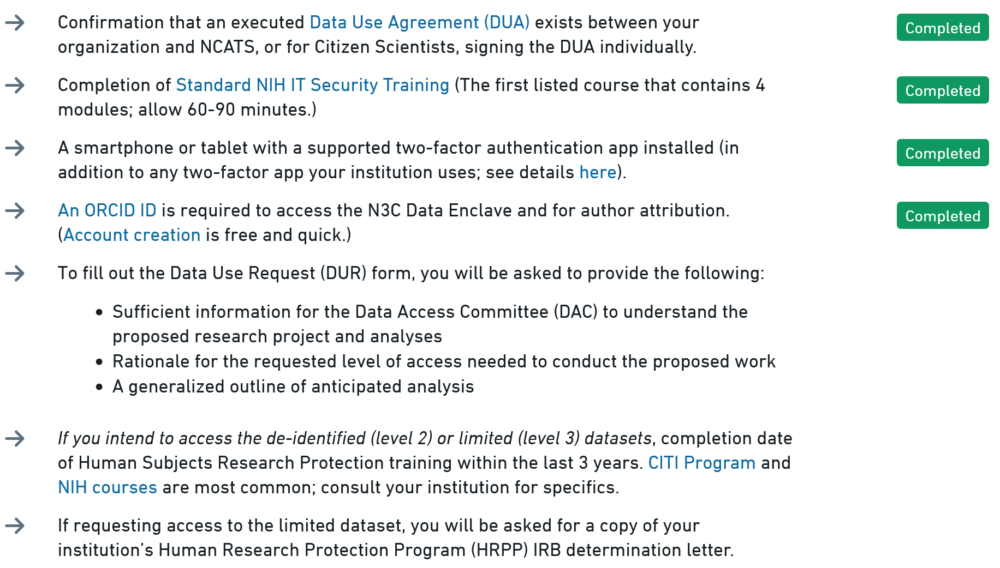 Confirmation that an executed Data Use Agreement (DUA) exists between your
organization and NCATS, or for Citizen Scientists, signing the DUA individually.
Completed
Completion of Standard NIH IT Security Training (The first listed course that contains 4
modules; allow 60-90 minutes.)
Completed
A smartphone or tablet with a supported two-factor authentication app installed (in
addition to any two-factor app your institution uses; see details here).
Completed
An ORCID ID is required to access the N3C Data Enclave and for author attribution.
(Account creation is free and quick.)
Completed
To fill out the Data Use Request (DUR) form, you will be asked to provide the following:
• Sufficient information for the Data Access Committee (DAC) to understand the
proposed research project and analyses
• Rationale for the requested level of access needed to conduct the proposed work
• A generalized outline of anticipated analysis
If you intend to access the de-identified (level 2) or limited (level 3) datasets, completion date
of Human Subjects Research Protection training within the last 3 years. CITI Program and
NIH courses are most common; consult your institution for specifics.
If requesting access to the limited dataset, you will be asked for a copy of your
institution’s Human Research Protection Program (HRPP) IRB determination letter.